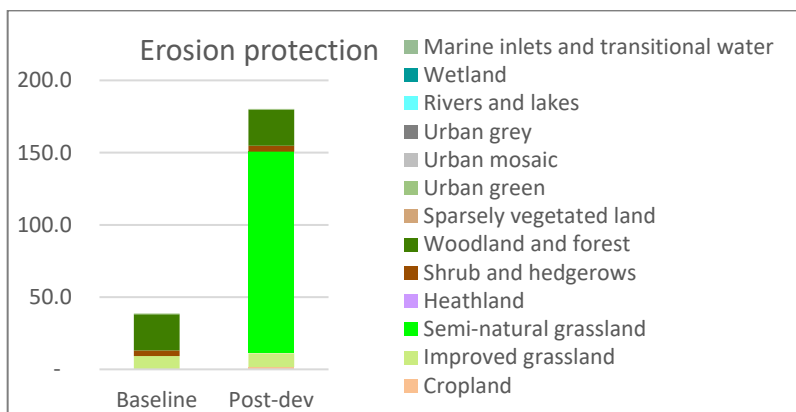 Erosion protection
200.0
150.0
100.0
50.0
-
Baseline Post-dev
Marine inlets and transitional water
Wetland
Rivers and lakes
Urban grey
Urban mosaic
Urban green
Sparsely vegetated land
Woodland and forest
Shrub and hedgerows
Heathland
Semi-natural grassland
Improved grassland
Cropland